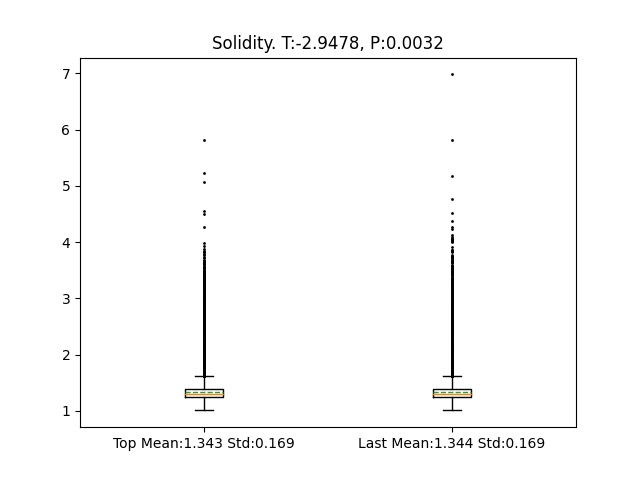 Solidity. T:-2.9478, P:0.0032
7
6
5
4
3
2
1
Top Mean:1.343 Std:0.169
Last Mean:1.344 Std:0.169